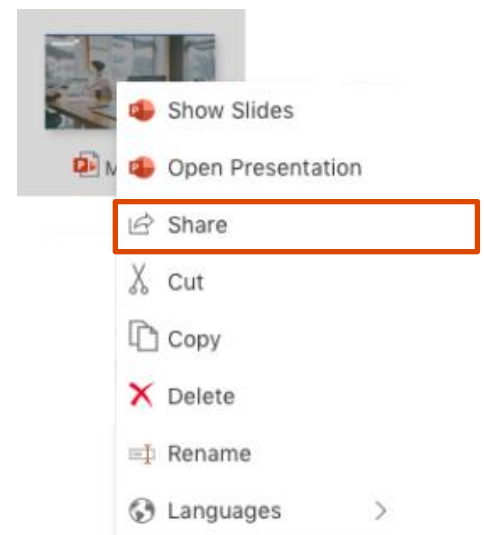 Show Slides
M
Open Presentation
Share
Cut
Copy
Delete
Rename
Languages